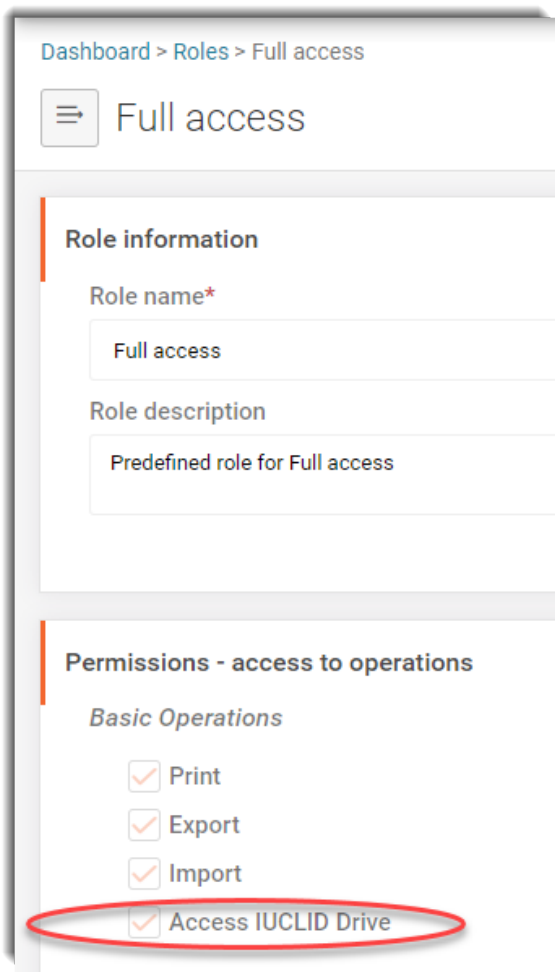 Dashboard > Roles > Full access
Full access
Role information
Role name*
Full access
Role description
Predefined role for Full access
Permissions - access to operations
Basic Operations
Print
Export
Import
Access IUCLID Drive